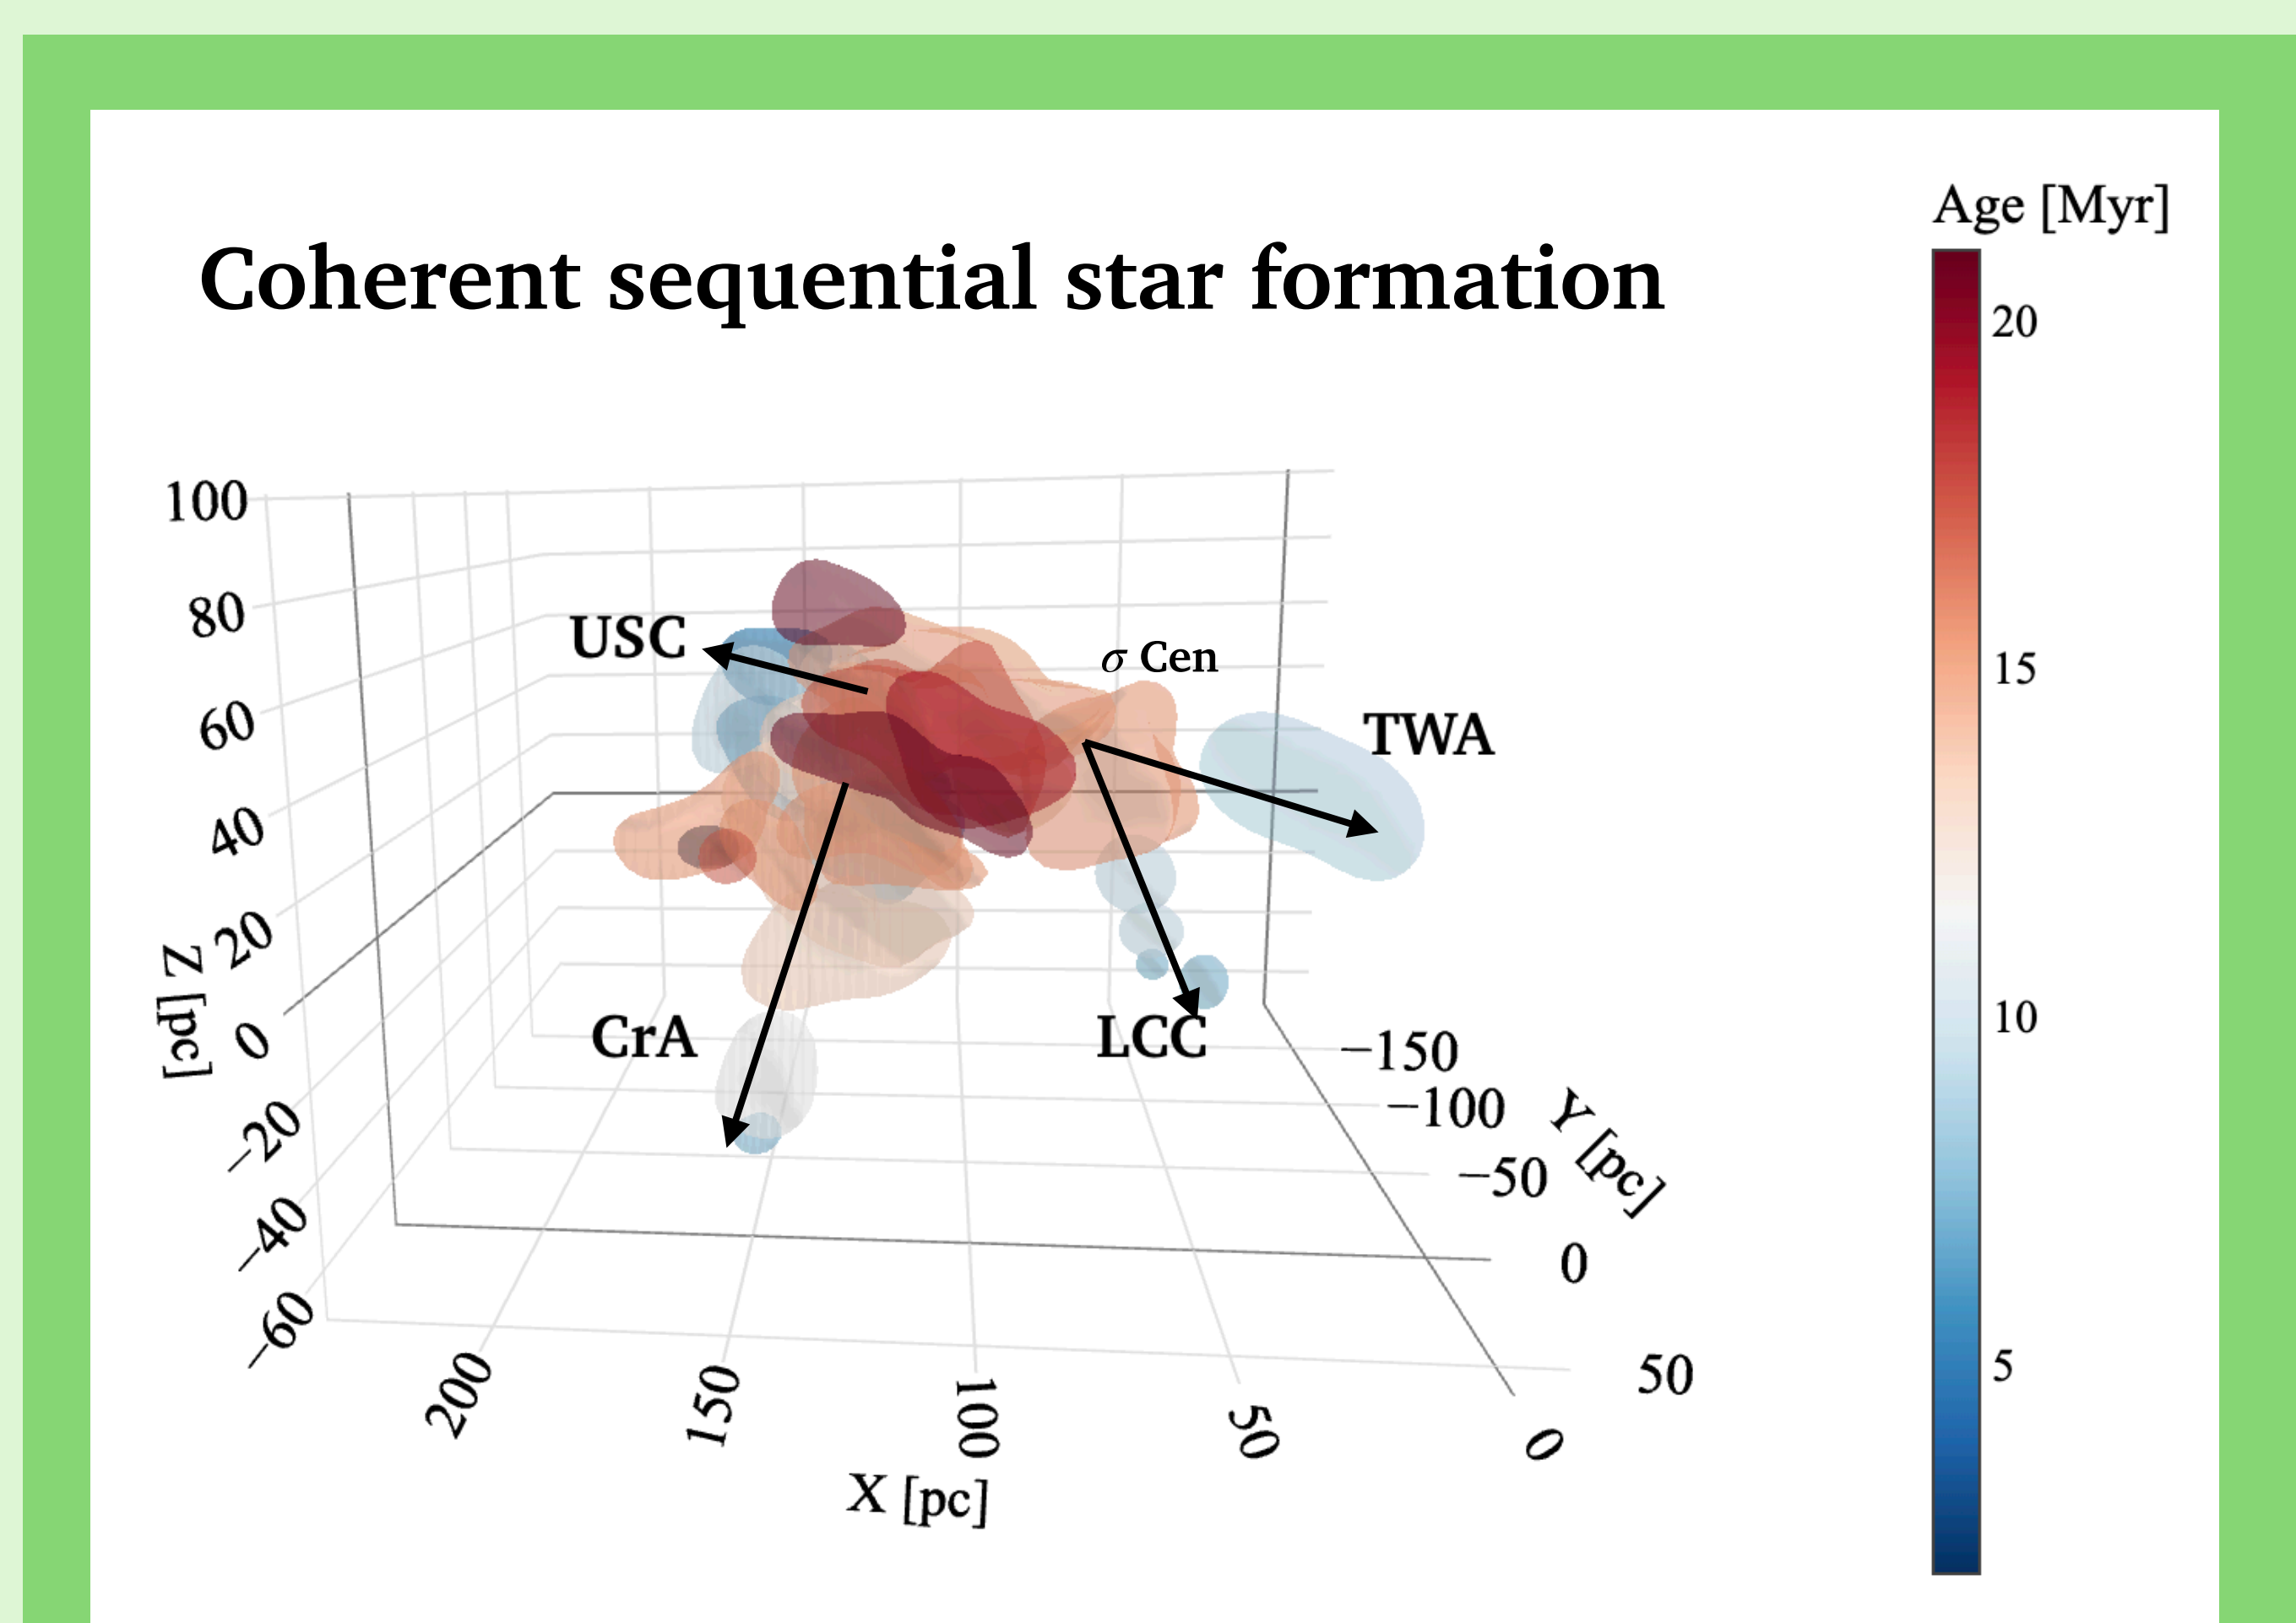 Age [Myr]
Coherent sequential star formation
20
15
10
5
100
80
60
40
20
0
−20
−40
−60
Z [pc]
USC
σ Cen
TWA
CrA
LCC
−150
−100
−50
0
50
Y [pc]
200
150
100
50
0
X [pc]